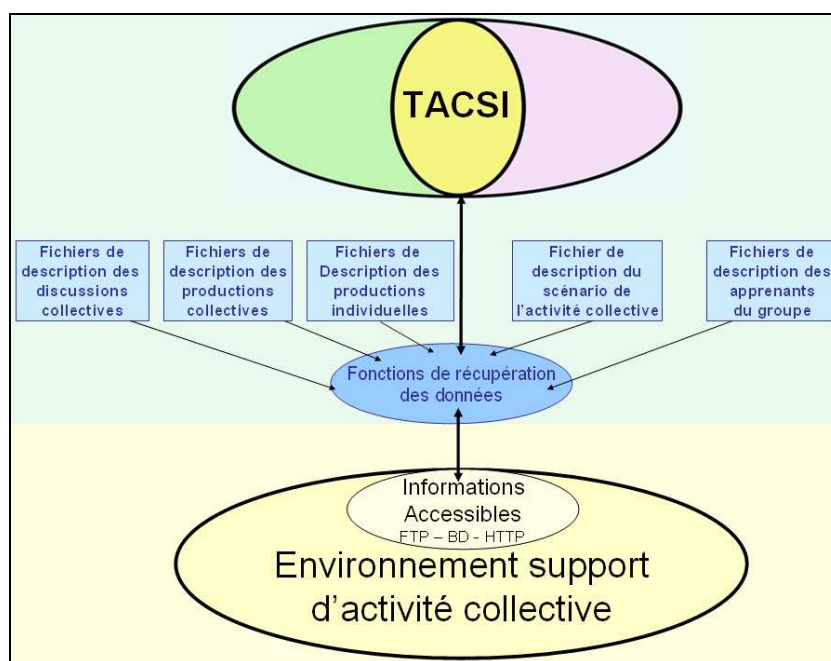 TACSI
Fichiers de
description des
discussions
collectives
Fichiers de
description des
productions
collectives
Fichiers de
Description des
productions
individuelles
Fichier de
description du
scénario de
l'activité collective
Fichiers de
description des
apprenants
du groupe
Fonctions de récupération
des données
Informations
Accessibles
FTP – BD - HTTP
Environnement support
d'activité collective